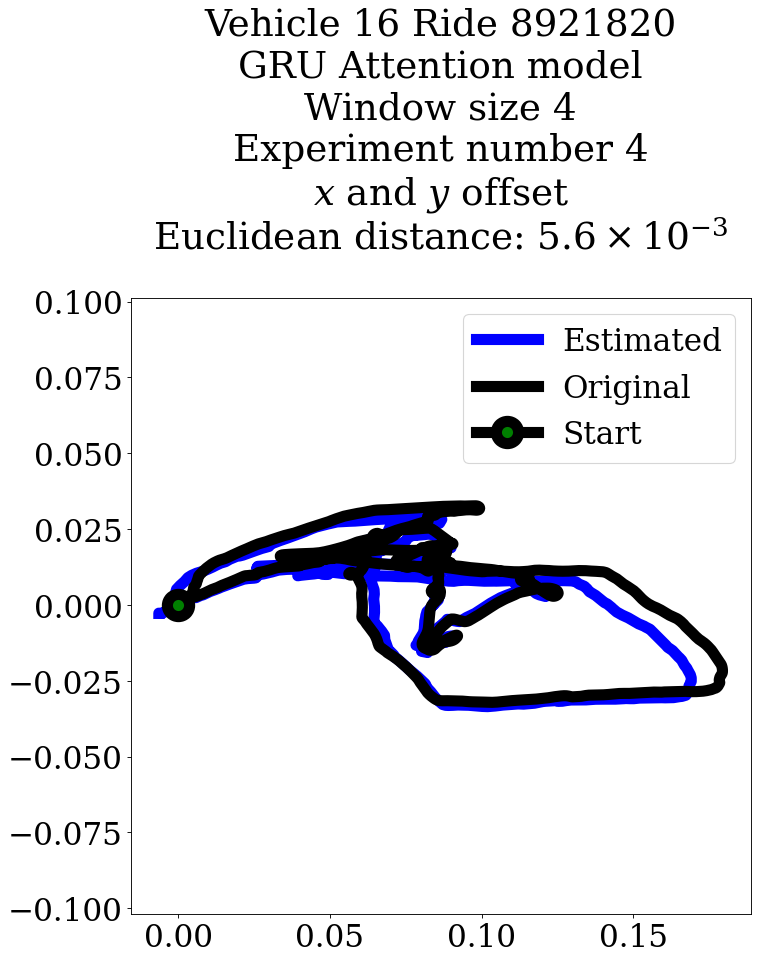 Vehicle 16 Ride 8921820
GRU Attention model
Window size 4
Experiment number 4
x and y offset
Euclidean distance: 5.6 × 10⁻³
Estimated
Original
Start
0.100
0.075
0.050
0.025
0.000
−0.025
−0.050
−0.075
−0.100
0.00 0.05 0.10 0.15